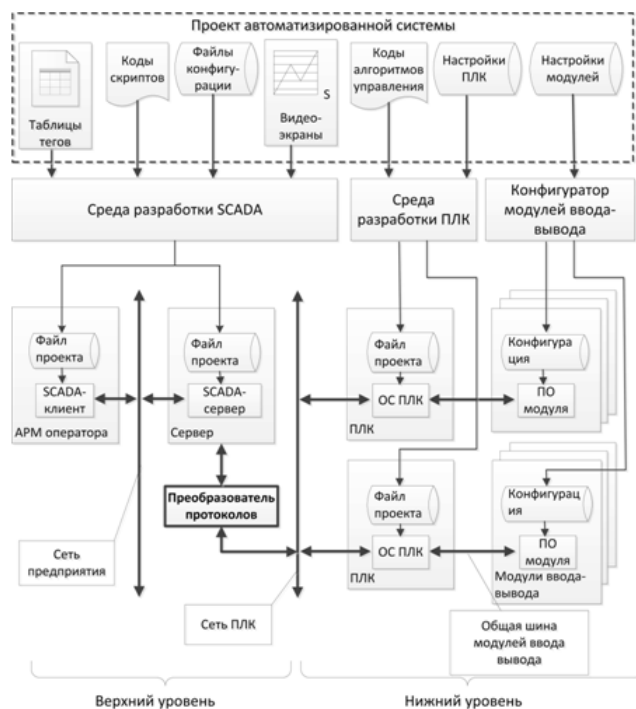 Проект автоматизированной системы
Таблицы
тегов
Коды
скриптов
Файлы
конфигу-
рации
S
Видео-
экраны
Коды
алгоритмов
управления
Настройки
ПЛК
Настройки
модулей
Среда разработки SCADA
Среда
разработки ПЛК
Конфигуратор
модулей ввода-
вывода
Файл
проекта
SCADA-
клиент
АРМ оператора
Файл
проекта
SCADA-
сервер
Сервер
Файл
проекта
ОС ПЛК
ПЛК
Конфигура
ция
ПО
модуля
Преобразователь
протоколов
Файл
проекта
ОС ПЛК
ПЛК
Конфигурац
ия
ПО
модуля
Модули ввода-
вывода
Сеть
предприятия
Сеть ПЛК
Общая шина
модулей ввода
вывода
Верхний уровень
Нижний уровень